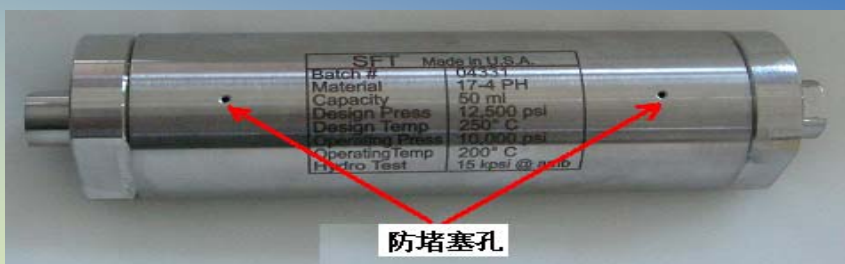 SFT Made in U.S.A.
Batch # 04331
Material 17-4 PH
Capacity 50 ml
Design Press 12,500 psi
Design Temp 250° C
Operating Press 10,000 psi
OperatingTemp 200° C
Hydro Test 15 kpsi @ amb
防堵塞孔